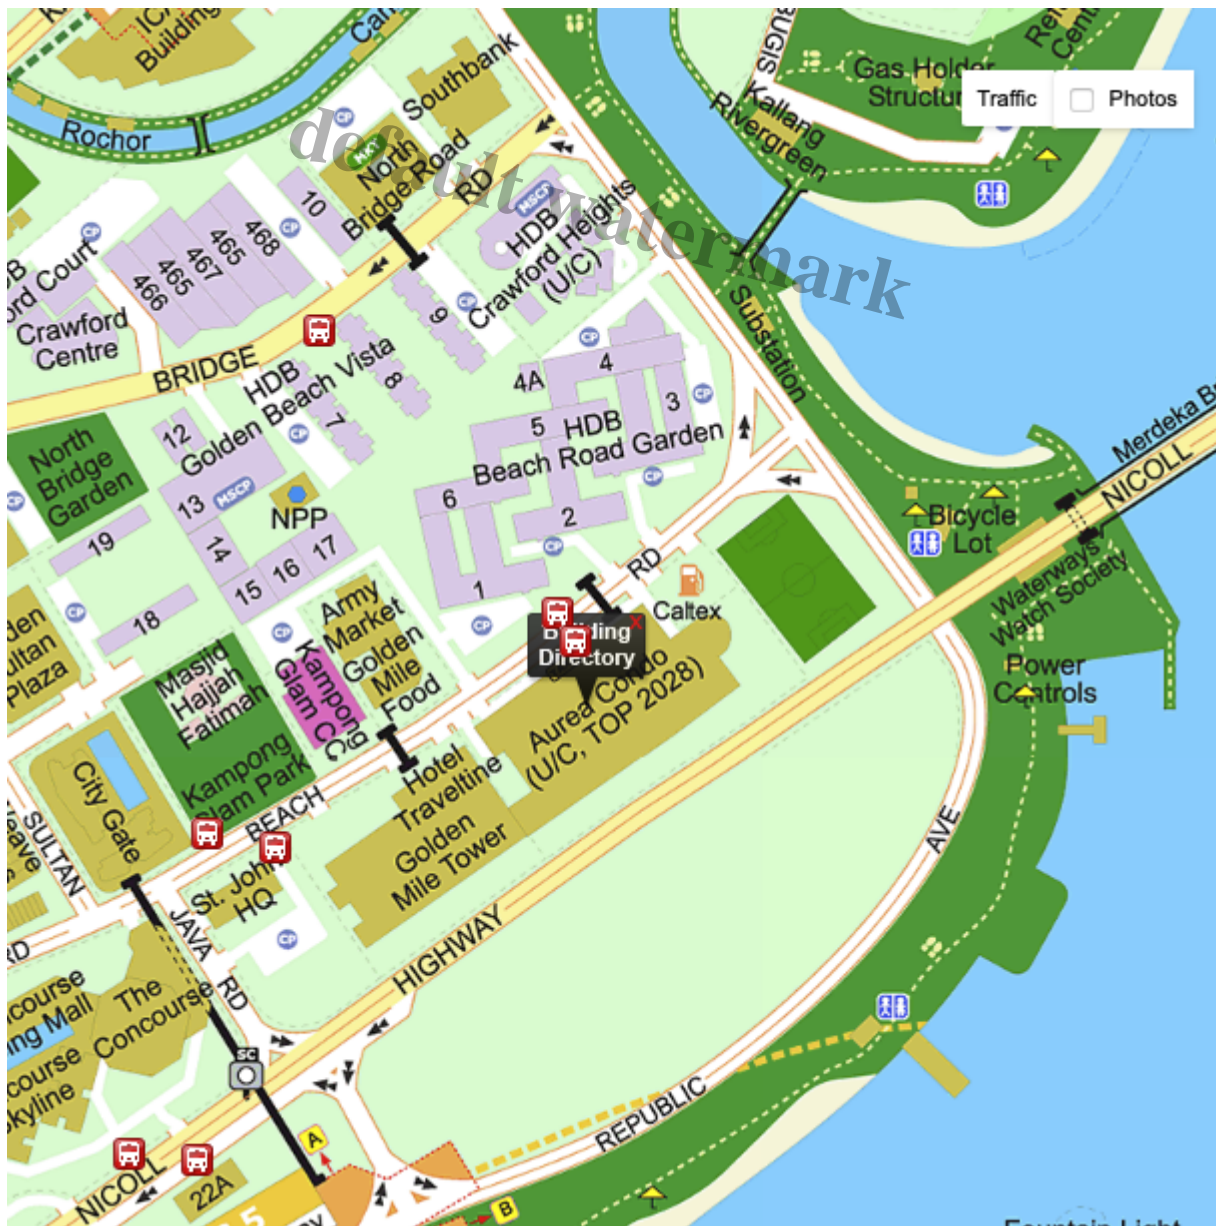 Building
Rochor
Southbank
North
Bridge Road
RD
Gas Holder
Traffic
Photos
BUGIS
Kallang
Rivergreen
default watermark
MSCP
HDB
Crawford Heights
(U/C)
10
468
465
467
465
466
CP
Court
Crawford
Centre
BRIDGE
HDB
Golden Beach Vista
9
8
7
4A
4
5
3
HDB
Beach Road Garden
6
2
1
Substation
Merdeka
NICOLL
North
Bridge
Garden
12
13
MSCP
NPP
14
15
16
17
19
18
Bicycle
Lot
Waterways
Watch Society
Power
Controls
RD
Caltex
Building
Directory
X
Army
Market
Golden
Mile
Food
Kampong
Glam CC
Masjid
Hajjah
Fatimah
Kampong
Glam Park
Plaza
City Gate
SULTAN
BEACH
Aurea Condo
(U/C, TOP 2028)
Hotel
Traveltine
Golden
Mile Tower
St. John
HQ
JAVA
RD
HIGHWAY
AVE
The
Concourse
Mall
SC
REPUBLIC
NICOLL
22A
A
B